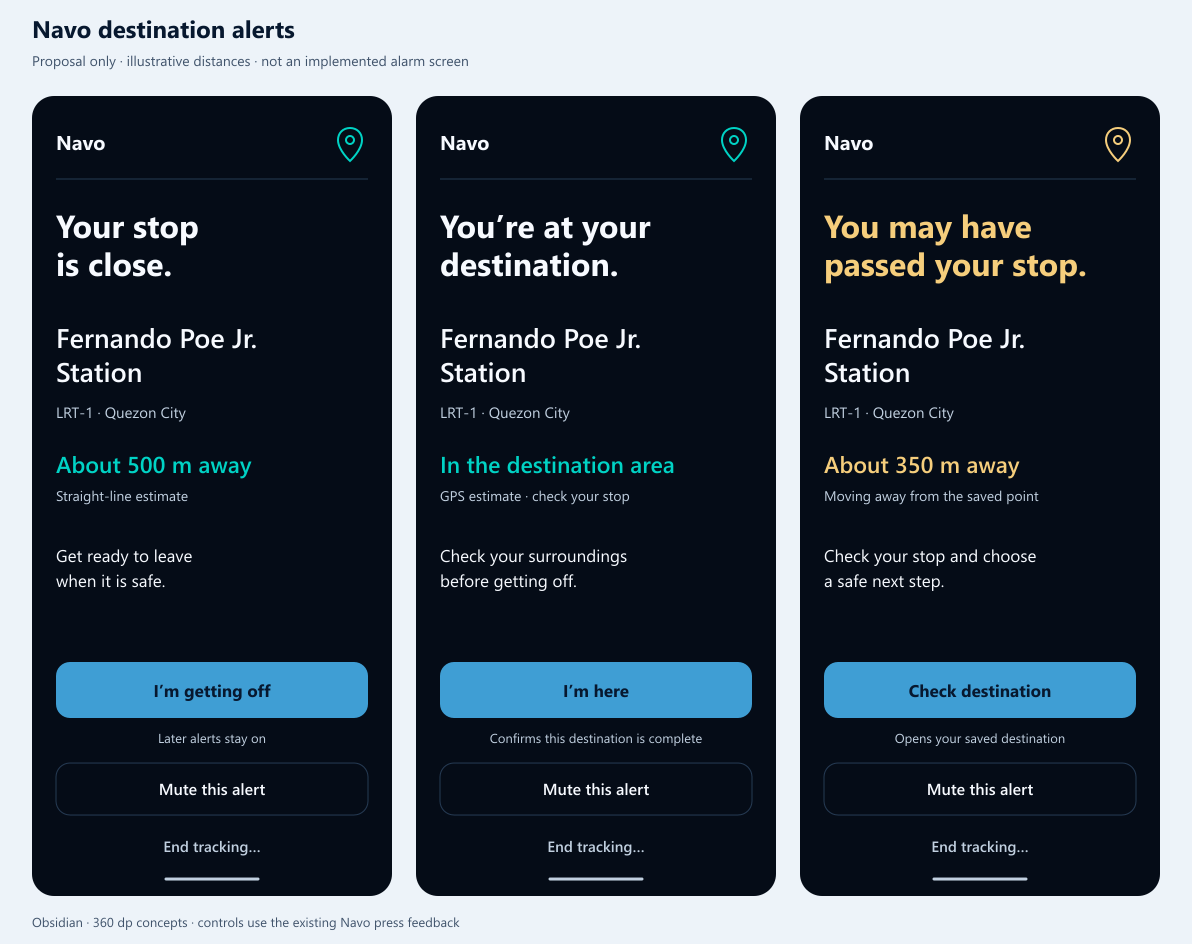 Navo destination alerts
Proposal only · illustrative distances · not an implemented alarm screen
Navo
Your stop
is close.
Fernando Poe Jr.
Station
LRT-1 · Quezon City
About 500 m away
Straight-line estimate
Get ready to leave
when it is safe.
I’m getting off
Later alerts stay on
Mute this alert
End tracking…
Navo
You’re at your
destination.
Fernando Poe Jr.
Station
LRT-1 · Quezon City
In the destination area
GPS estimate · check your stop
Check your surroundings
before getting off.
I’m here
Confirms this destination is complete
Mute this alert
End tracking…
Navo
You may have
passed your stop.
Fernando Poe Jr.
Station
LRT-1 · Quezon City
About 350 m away
Moving away from the saved point
Check your stop and choose
a safe next step.
Check destination
Opens your saved destination
Mute this alert
End tracking…
Obsidian · 360 dp concepts · controls use the existing Navo press feedback